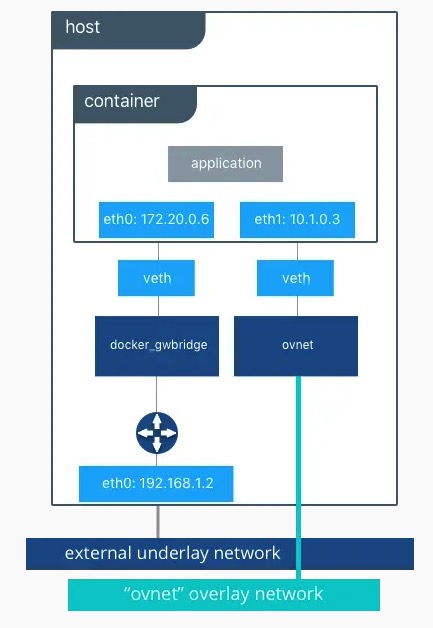 host
container
application
eth0: 172.20.0.6
eth1: 10.1.0.3
veth
veth
docker_gwbridge
ovnet
eth0: 192.168.1.2
external underlay network
“ovnet” overlay network